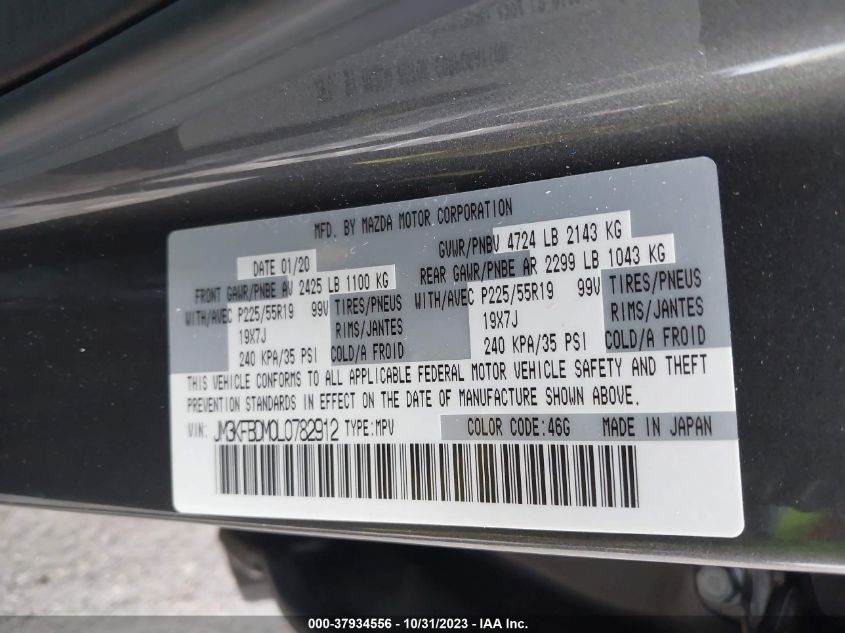 MFD. BY MAZDA MOTOR CORPORATION
DATE 01/20 GVWR/PNBV 4724 LB 2143 KG
FRONT GAWR/PNBE AV 2425 LB 1100 KG REAR GAWR/PNBE AR 2299 LB 1043 KG
WITH/AVEC P225/55R19 99V TIRES/PNEUS WITH/AVEC P225/55R19 99V TIRES/PNEUS
19X7J RIMS/JANTES 19X7J RIMS/JANTES
240 KPA/35 PSI COLD/A FROID 240 KPA/35 PSI COLD/A FROID
THIS VEHICLE CONFORMS TO ALL APPLICABLE FEDERAL MOTOR VEHICLE SAFETY AND THEFT
PREVENTION STANDARDS IN EFFECT ON THE DATE OF MANUFACTURE SHOWN ABOVE.
VIN: JM3KFBDM0L0782912 TYPE:MPV COLOR CODE:46G MADE IN JAPAN
000-37934556 - 10/31/2023 - IAA Inc.